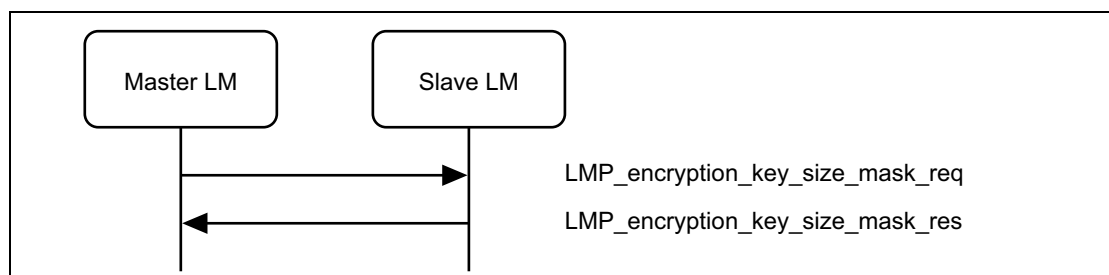 Master LM
Slave LM
LMP_encryption_key_size_mask_req
LMP_encryption_key_size_mask_res